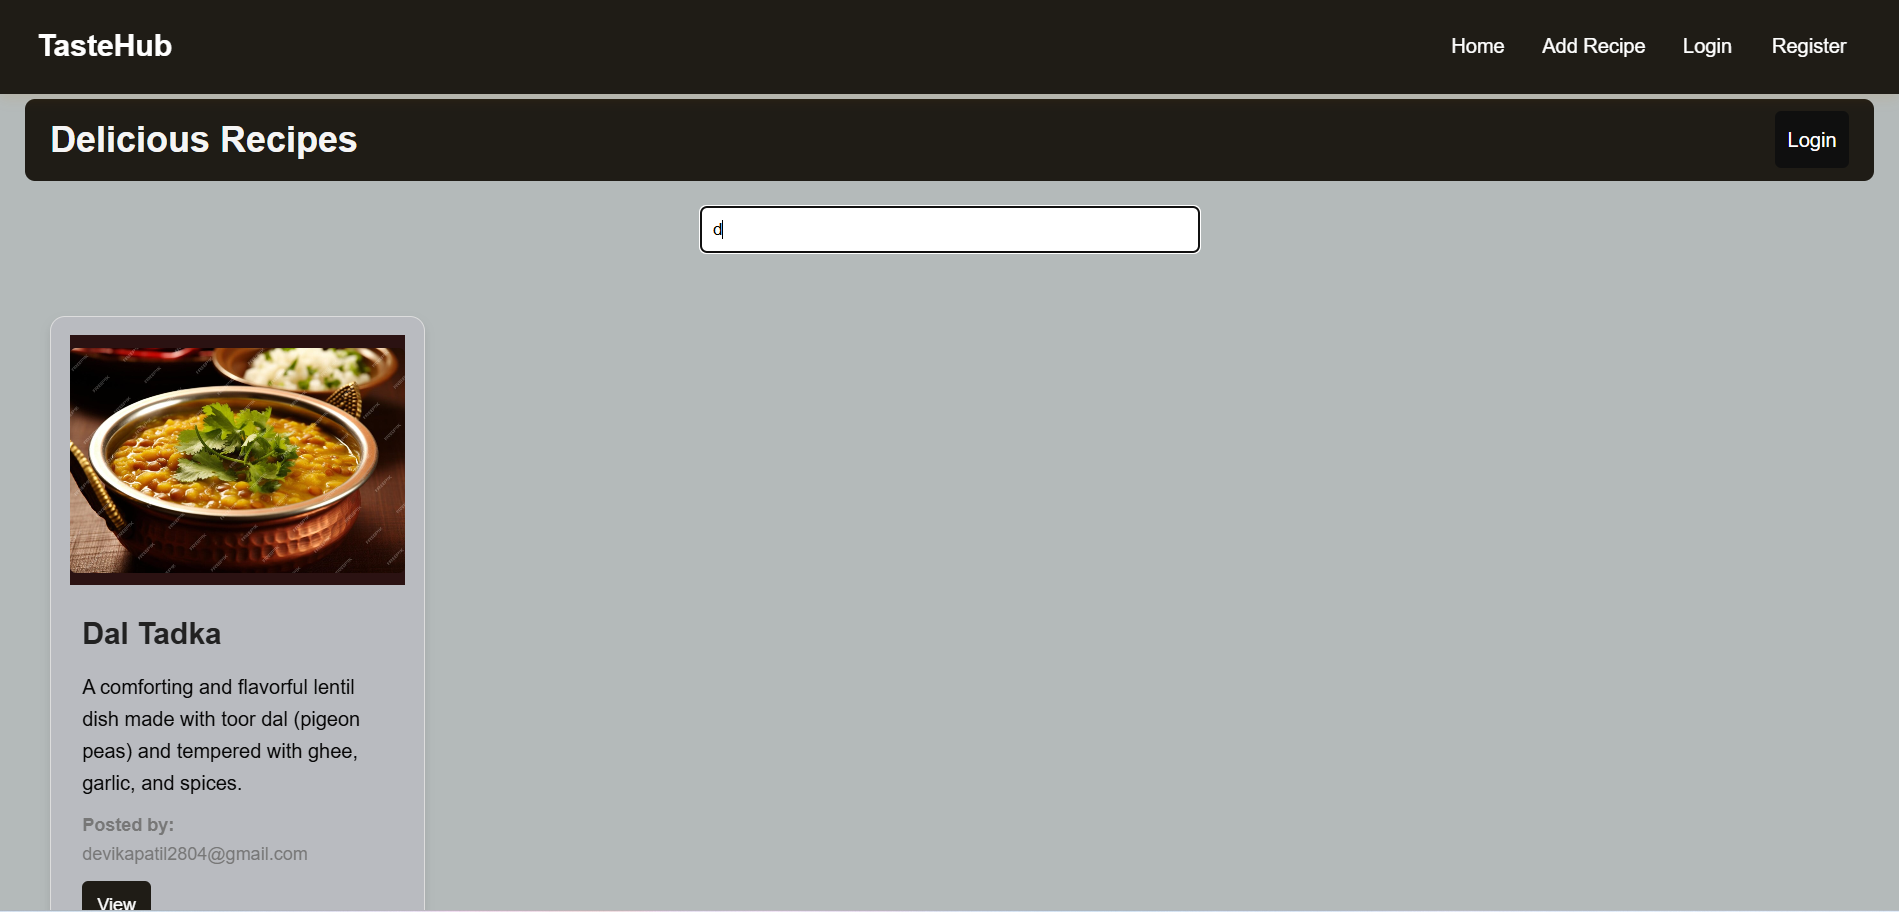 TasteHub
Home Add Recipe Login Register
Delicious Recipes
Login
d
Dal Tadka
A comforting and flavorful lentil
dish made with toor dal (pigeon
peas) and tempered with ghee,
garlic, and spices.
Posted by:
devikapatil2804@gmail.com
View